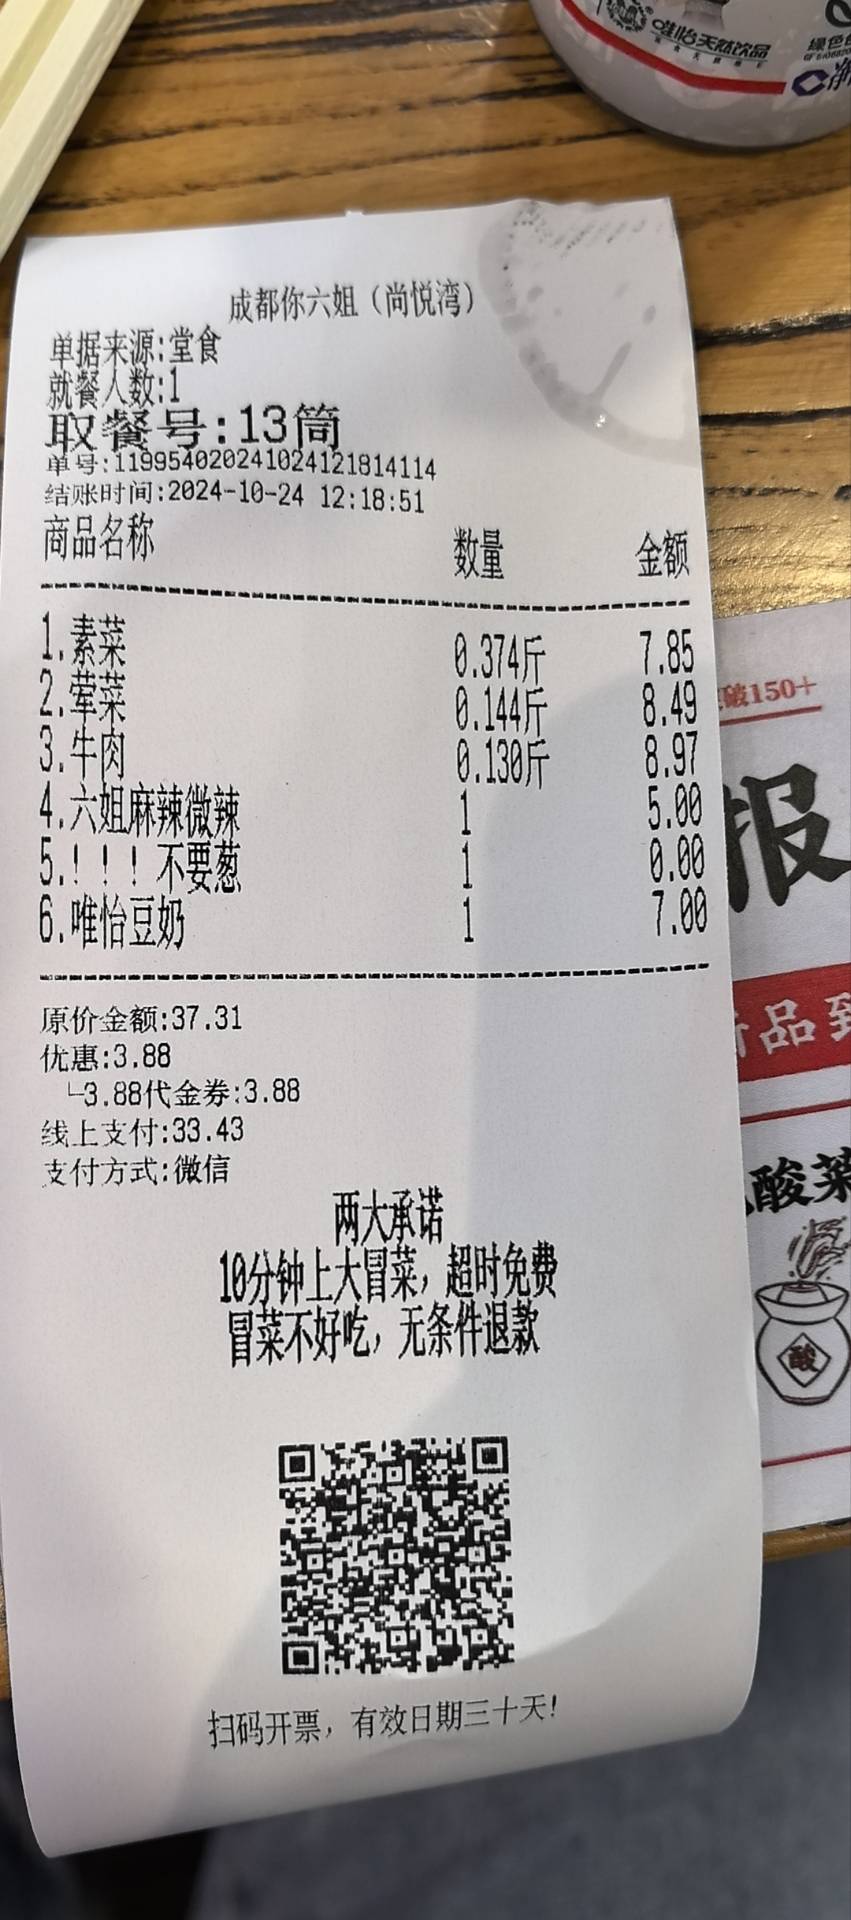 唯怡天然饮品
绿色
成都你六姐（尚悦湾）
单据来源:堂食
就餐人数:1
取餐号:13筒
单号:119954020241024121814114
结账时间:2024-10-24 12:18:51
商品名称 数量 金额
1.素菜 0.374斤 7.85
2.荤菜 0.144斤 8.49
3.牛肉 0.130斤 8.97
4.六姐麻辣微辣 1 5.00
5.！！！不要葱 1 0.00
6.唯怡豆奶 1 7.00
原价金额:37.31
优惠:3.88
└3.88代金券:3.88
线上支付:33.43
支付方式:微信
两大承诺
10分钟上大冒菜，超时免费
冒菜不好吃，无条件退款
扫码开票，有效日期三十天！
破150+
报
品到
酸菜
酸